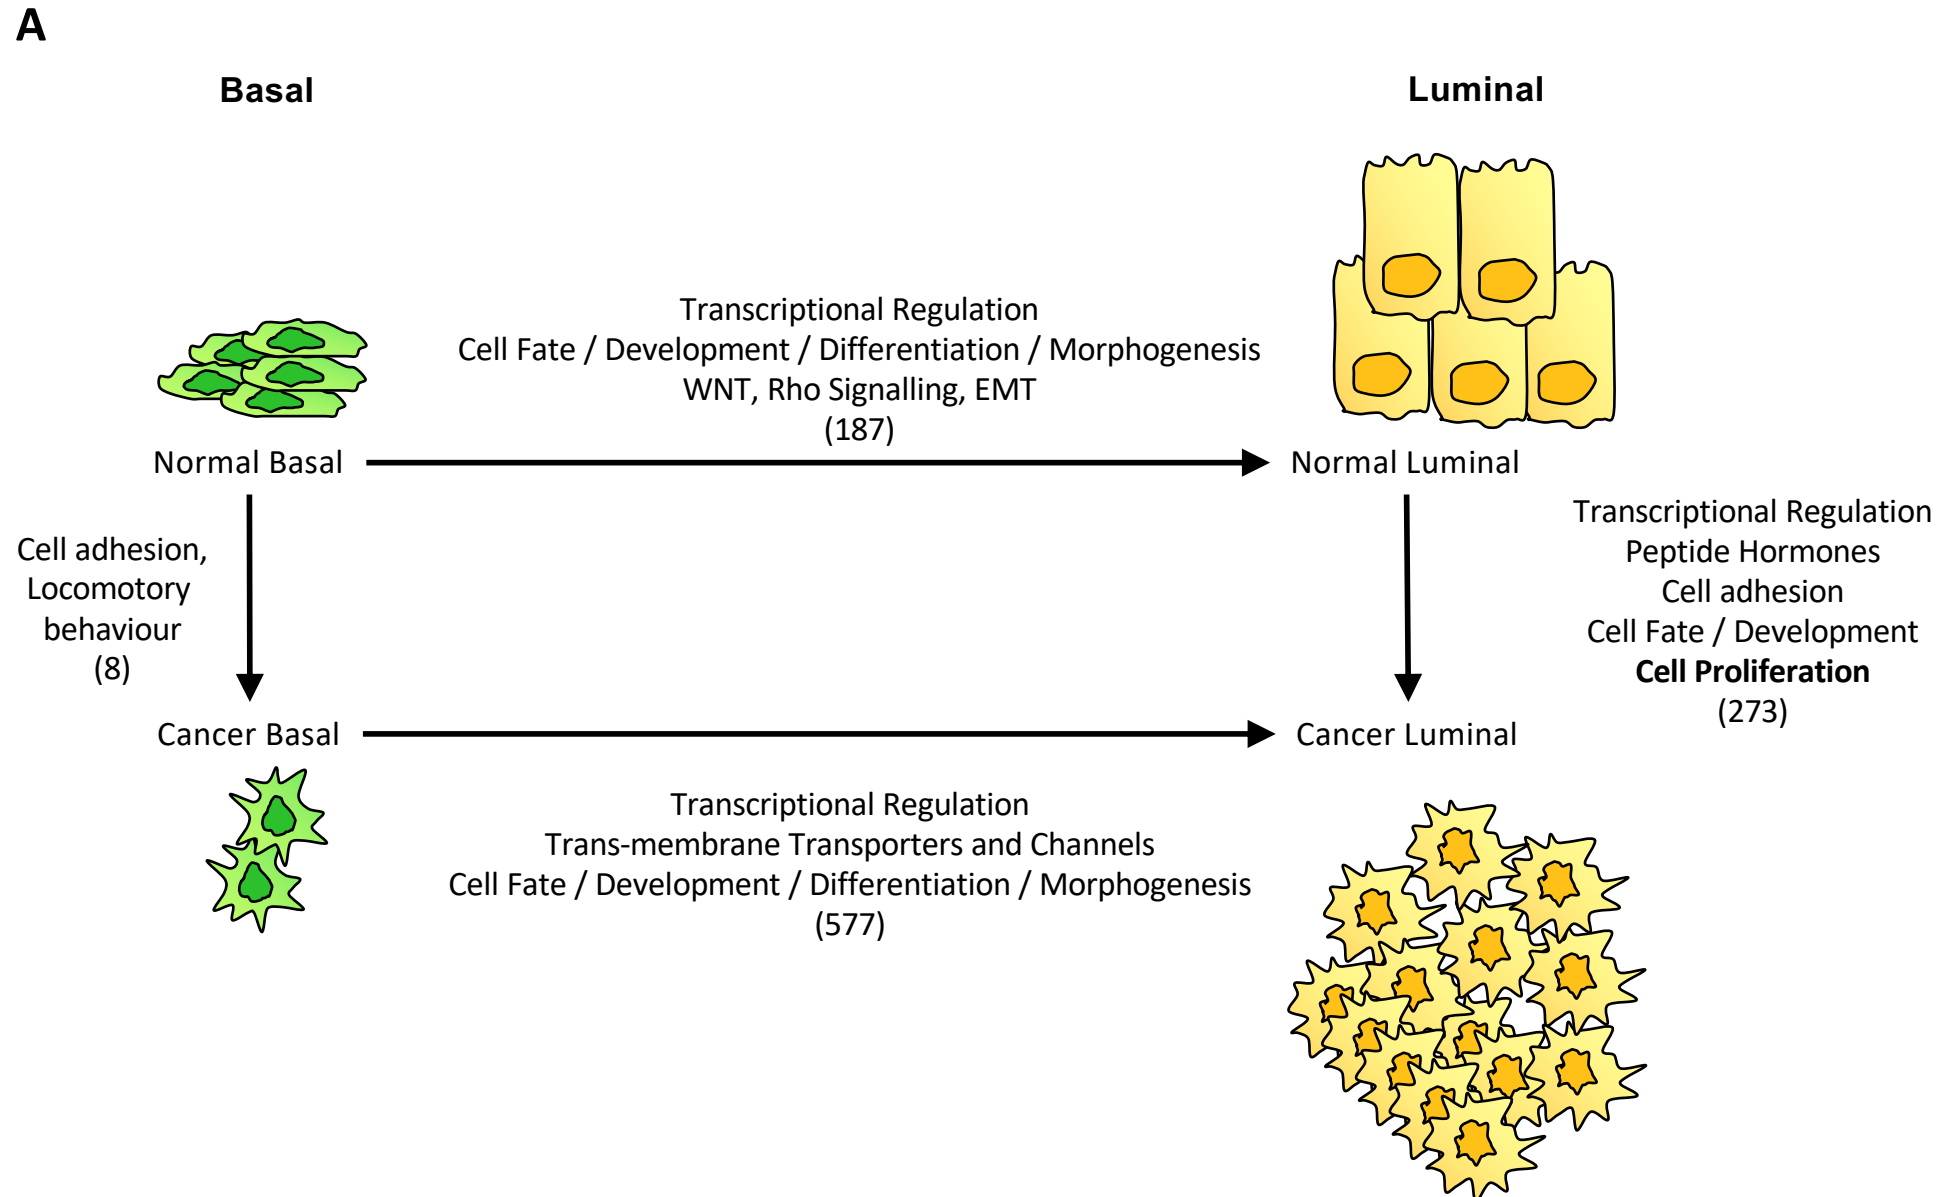 A
Basal
Luminal
Transcriptional Regulation
Cell Fate / Development / Differentiation / Morphogenesis
WNT, Rho Signalling, EMT
(187)
Normal Basal
Normal Luminal
Cell adhesion,
Locomotory
behaviour
(8)
Transcriptional Regulation
Peptide Hormones
Cell adhesion
Cell Fate / Development
Cell Proliferation
(273)
Cancer Basal
Cancer Luminal
Transcriptional Regulation
Trans-membrane Transporters and Channels
Cell Fate / Development / Differentiation / Morphogenesis
(577)